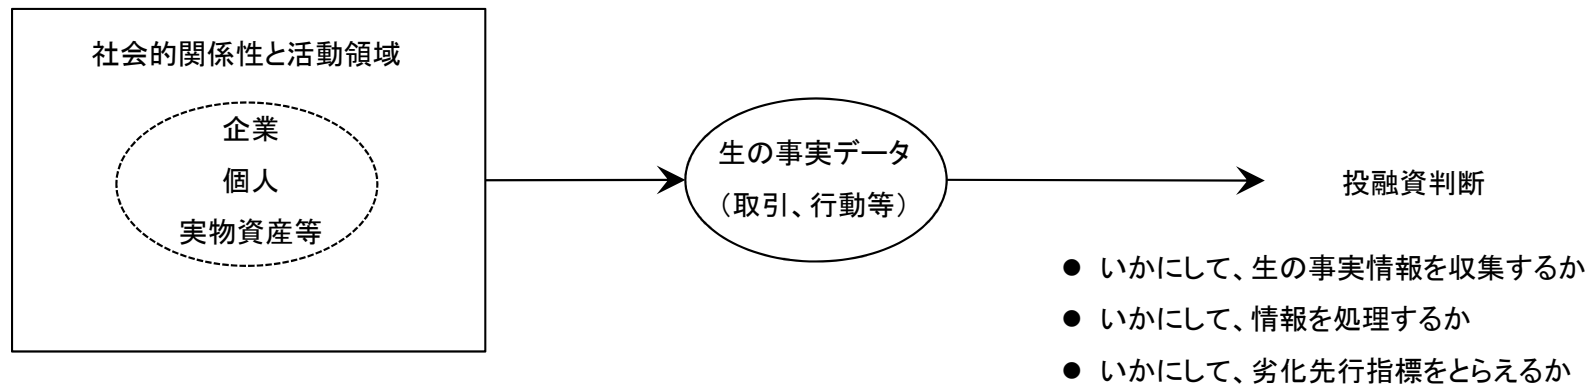 社会的関係性と活動領域
企業
個人
実物資産等
生の事実データ
（取引、行動等）
投融資判断
● いかにして、生の事実情報を収集するか
● いかにして、情報を処理するか
● いかにして、劣化先行指標をとらえるか